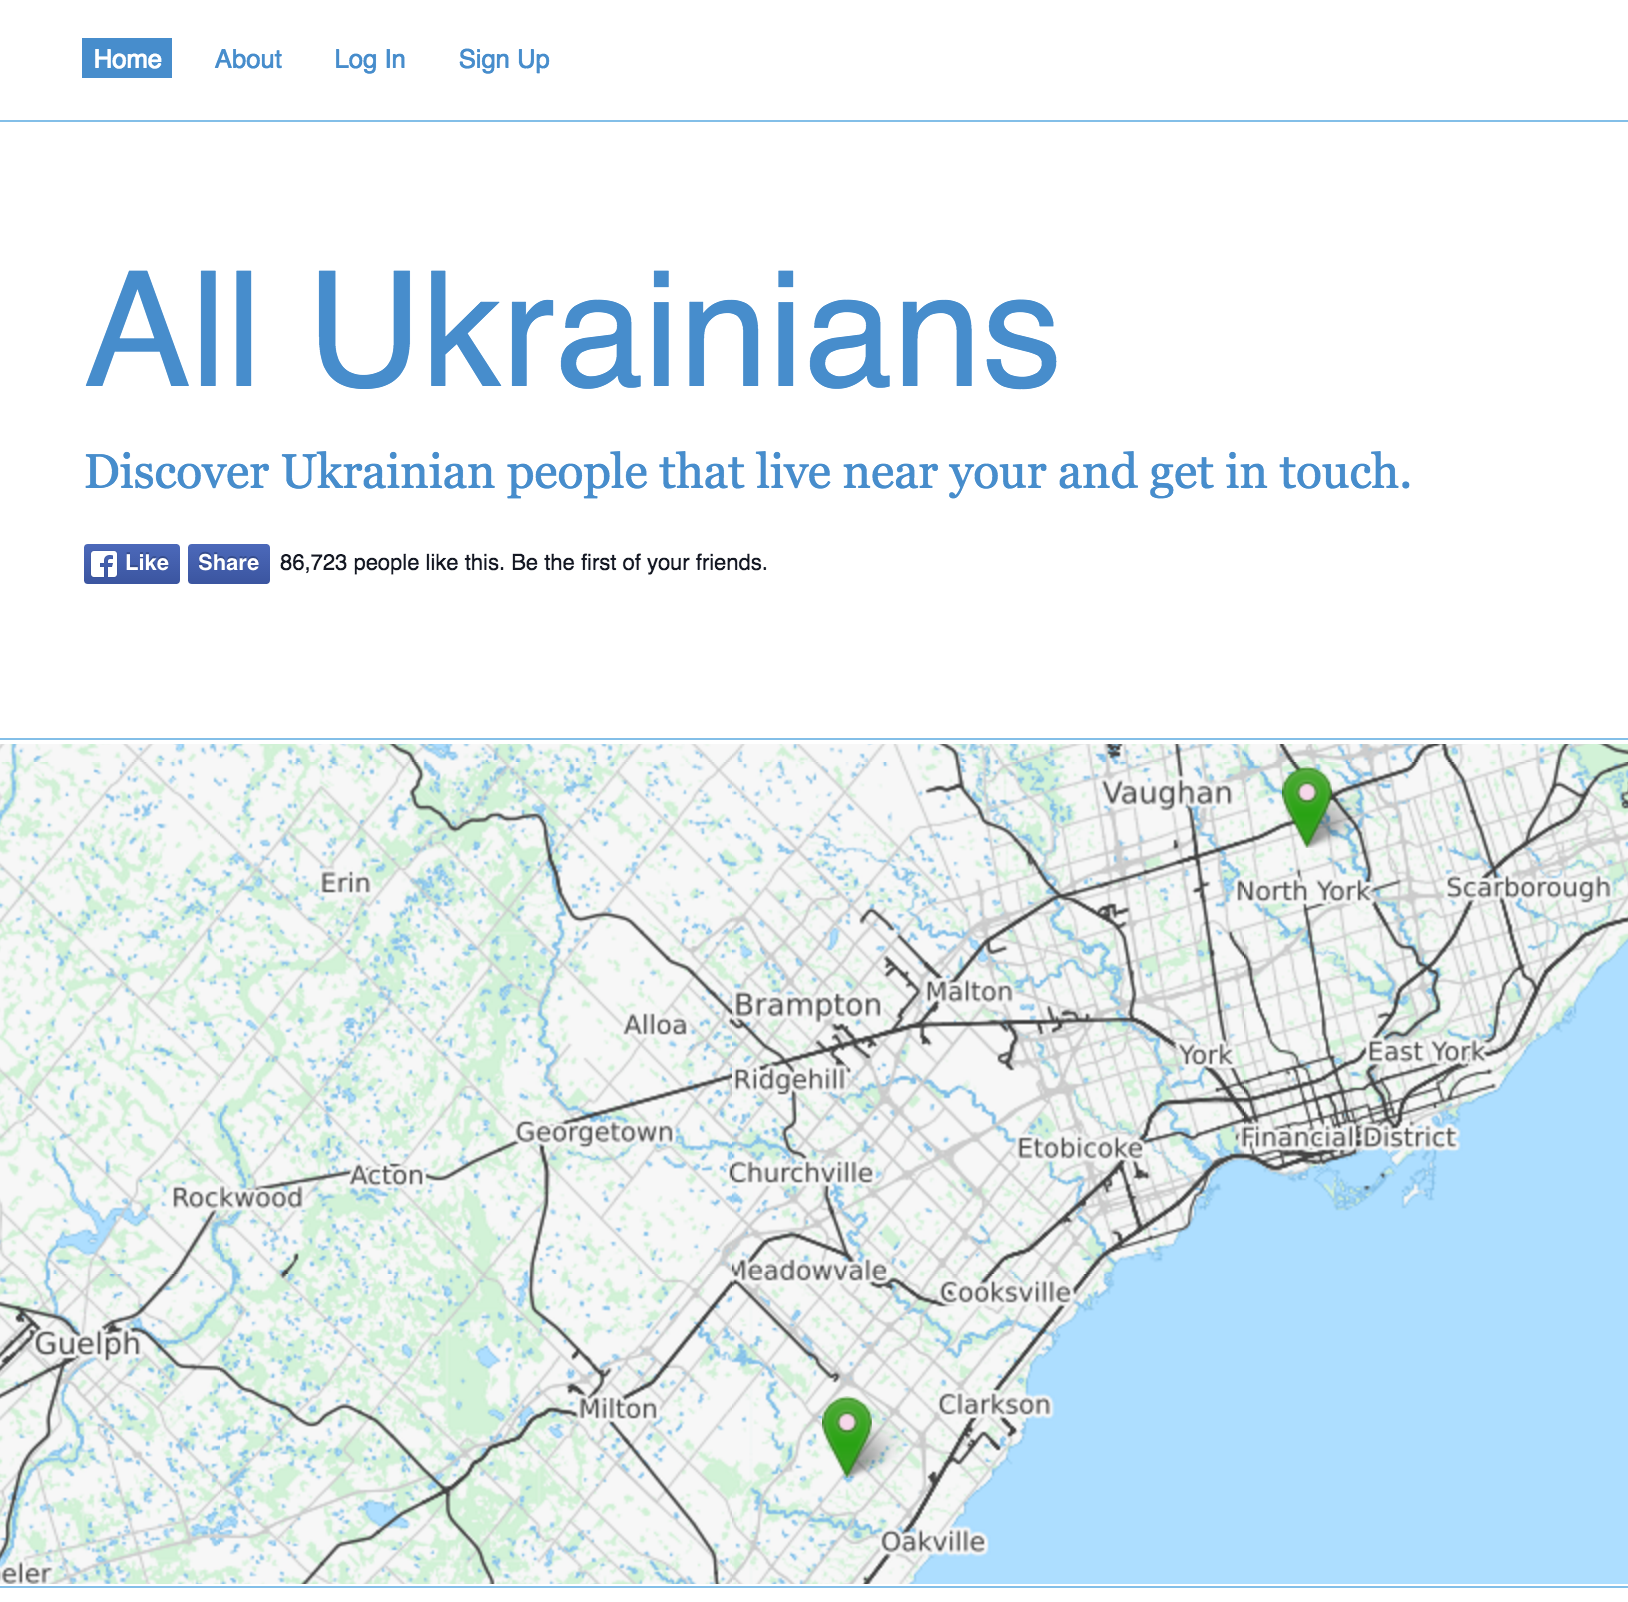 Home About Log In Sign Up
All Ukrainians
Discover Ukrainian people that live near your and get in touch.
Like Share 86,723 people like this. Be the first of your friends.
Vaughan
Erin
North York
Scarborough
Brampton
Malton
Alloa
York
East York
Ridgehill
Georgetown
Financial District
Etobicoke
Churchville
Acton
Rockwood
Meadowvale
Cooksville
Guelph
Clarkson
Milton
Oakville
eler